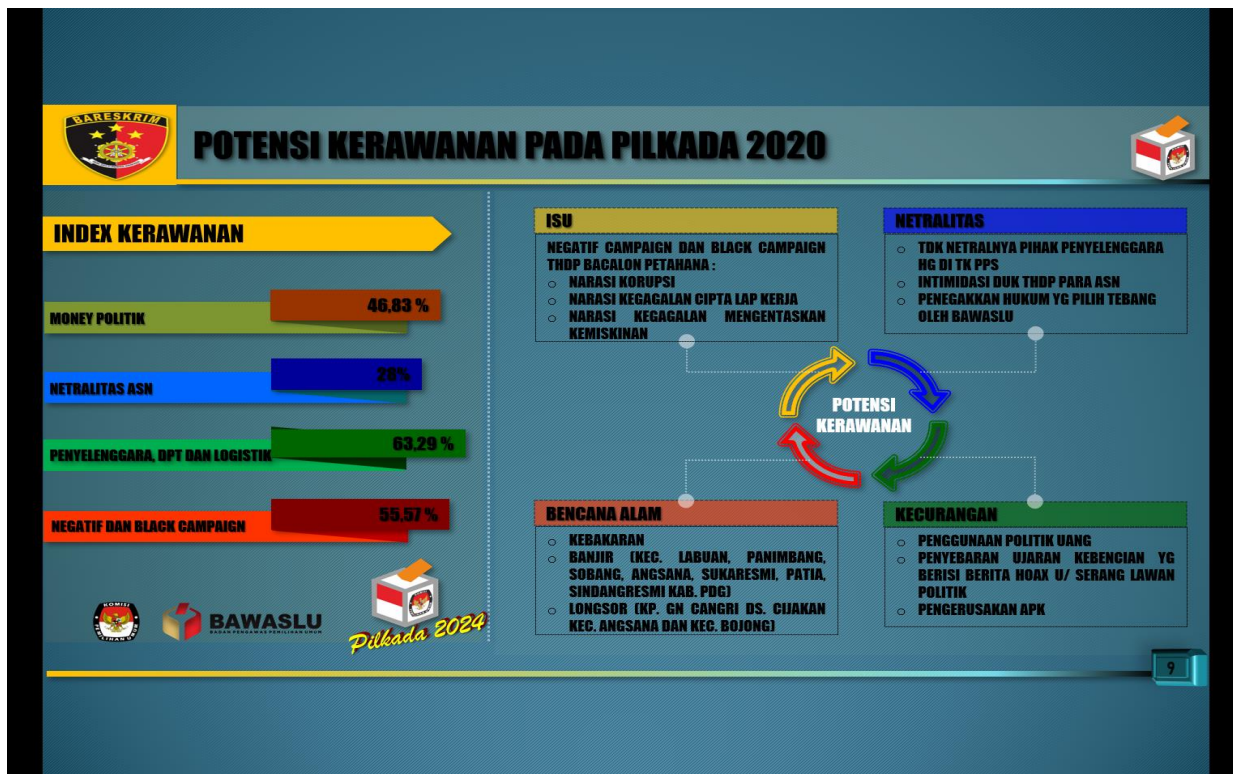 BARESKRIM
POTENSI KERAWANAN PADA PILKADA 2020
INDEX KERAWANAN
MONEY POLITIK
46,83 %
NETRALITAS ASN
28%
PENYELENGGARA, DPT DAN LOGISTIK
63,29 %
NEGATIF DAN BLACK CAMPAIGN
55,57 %
KOMISI
PEMILIHAN UMUM
BAWASLU
BADAN PENGAWAS PEMILIHAN UMUM
Pilkada 2024
ISU
NEGATIF CAMPAIGN DAN BLACK CAMPAIGN
THDP BACALON PETAHANA :
○ NARASI KORUPSI
○ NARASI KEGAGALAN CIPTA LAP KERJA
○ NARASI KEGAGALAN MENGENTASKAN
KEMISKINAN
NETRALITAS
○ TDK NETRALNYA PIHAK PENYELENGGARA
HG DI TK PPS
○ INTIMIDASI DUK THDP PARA ASN
○ PENEGAKKAN HUKUM YG PILIH TEBANG
OLEH BAWASLU
POTENSI
KERAWANAN
BENCANA ALAM
○ KEBAKARAN
○ BANJIR (KEC. LABUAN, PANIMBANG,
SOBANG, ANGSANA, SUKARESMI, PATIA,
SINDANGRESMI KAB. PDG)
○ LONGSOR (KP. GN CANGRI DS. CIJAKAN
KEC. ANGSANA DAN KEC. BOJONG)
KECURANGAN
○ PENGGUNAAN POLITIK UANG
○ PENYEBARAN UJARAN KEBENCIAN YG
BERISI BERITA HOAX U/ SERANG LAWAN
POLITIK
○ PENGERUSAKAN APK
9